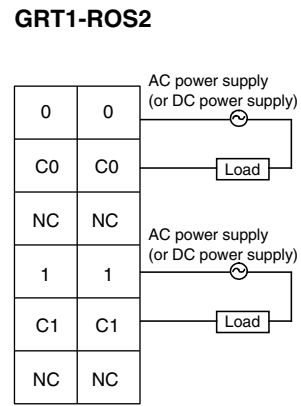 GRT1-ROS2
AC power supply
(or DC power supply)
0 0
C0 C0
Load
NC NC
AC power supply
(or DC power supply)
1 1
C1 C1
Load
NC NC